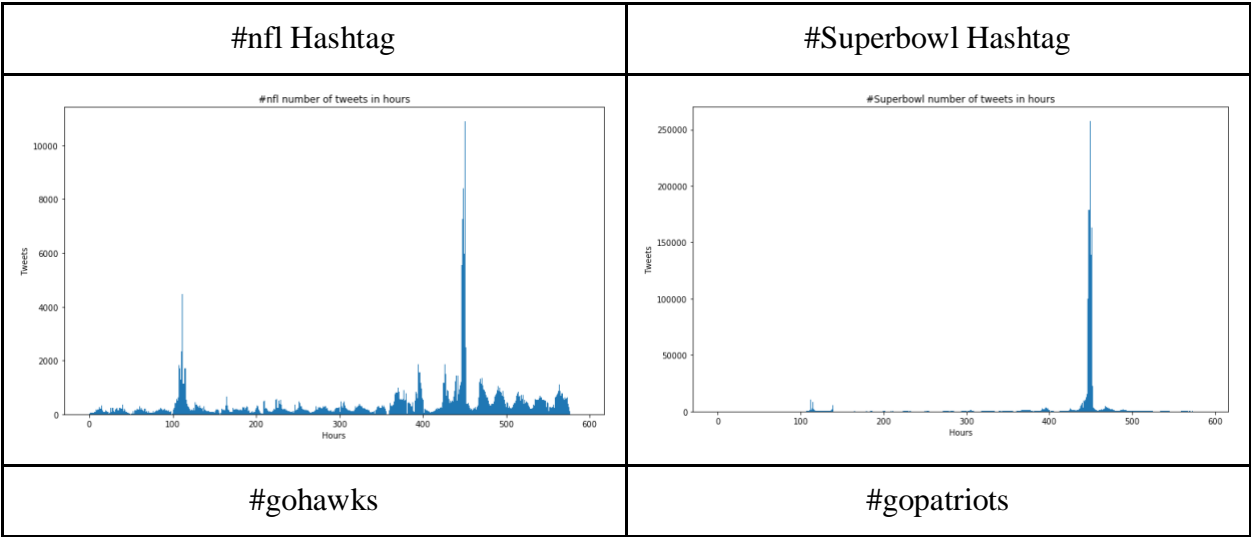 #nfl Hashtag
#Superbowl Hashtag
#nfl number of tweets in hours
10000
8000
6000
4000
2000
0
Tweets
0 100 200 300 400 500 600
Hours
#Superbowl number of tweets in hours
250000
200000
150000
100000
50000
0
Tweets
0 100 200 300 400 500 600
Hours
#gohawks
#gopatriots